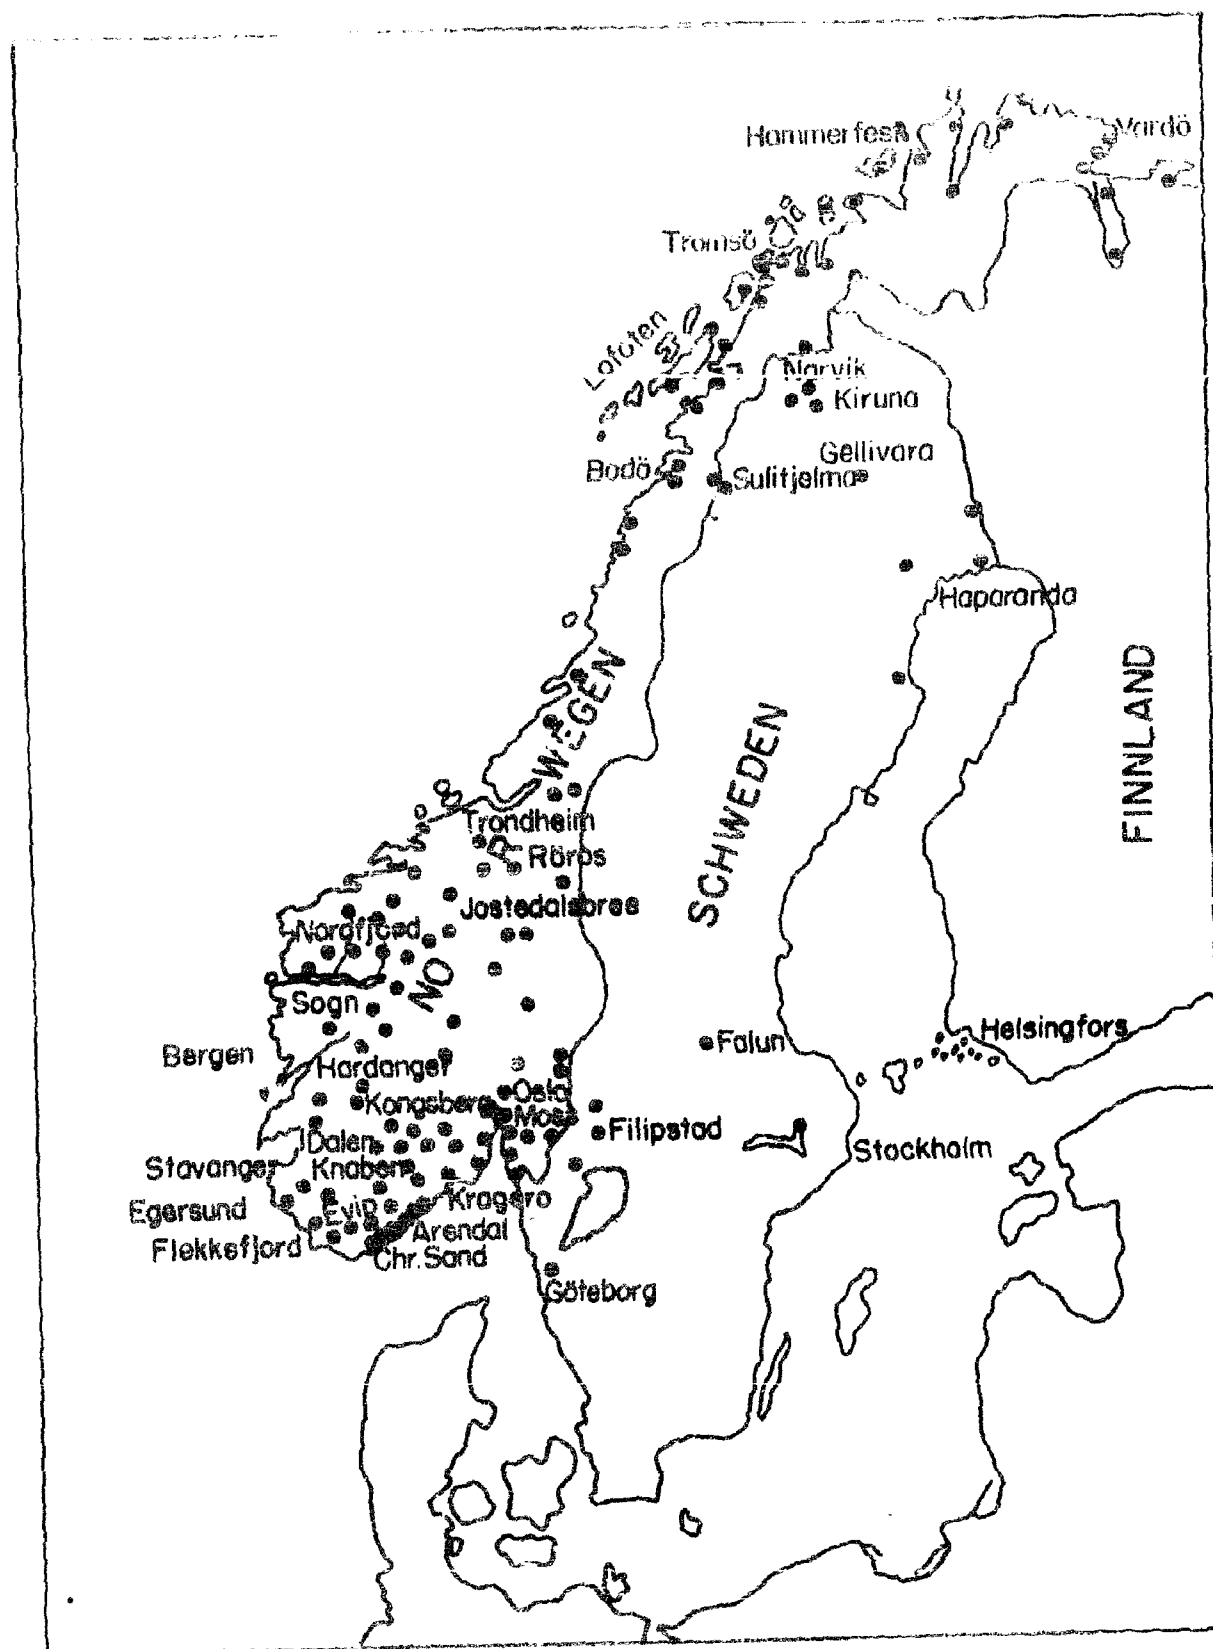 Hammerfest
Vardö
Tromsö
Lofoten
Narvik
Kiruna
Gellivara
Bodö
Sulitjelma
Haparanda
NORWEGEN
SCHWEDEN
FINNLAND
Trondheim
Röros
Jostedalsbrae
Nordfjord
Sogn
Helsingfors
Falun
Bergen
Hardanger
Oslo
Kongsberg
Moss
Filipstad
Dalen
Stockholm
Stavanger
Knaben
Kragerö
Egersund
Evje
Arendal
Flekkefjord
Chr. Sand
Göteborg